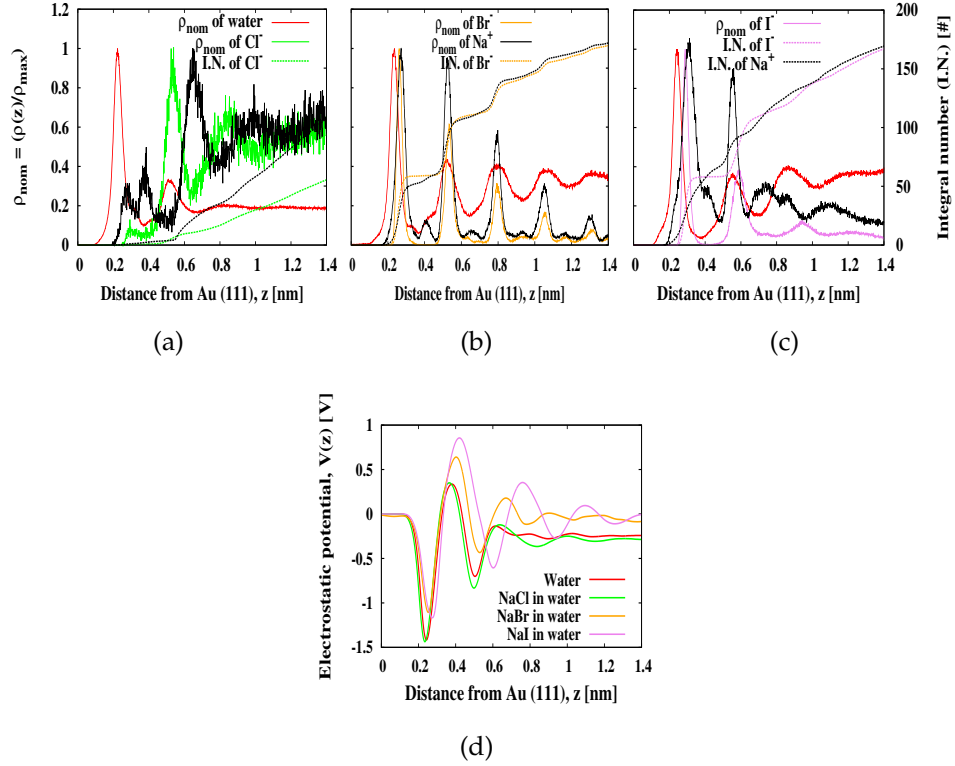 ρnom = (ρ(z)/ρmax)
1.2
1
0.8
0.6
0.4
0.2
0
0 0.2 0.4 0.6 0.8 1 1.2 1.4
ρnom of water
ρnom of Cl-
I.N. of Cl-
Distance from Au (111), z [nm]
(a)
0 0.2 0.4 0.6 0.8 1 1.2 1.4
ρnom of Br-
ρnom of Na+
I.N. of Br-
Distance from Au (111), z [nm]
(b)
0 0.2 0.4 0.6 0.8 1 1.2 1.4
ρnom of I-
I.N. of I-
I.N. of Na+
Distance from Au (111), z [nm]
200
150
100
50
0
Integral number (I.N.) [#]
(c)
Electrostatic potential, V(z) [V]
1
0.5
0
-0.5
-1
-1.5
0 0.2 0.4 0.6 0.8 1 1.2 1.4
Water
NaCl in water
NaBr in water
NaI in water
Distance from Au (111), z [nm]
(d)